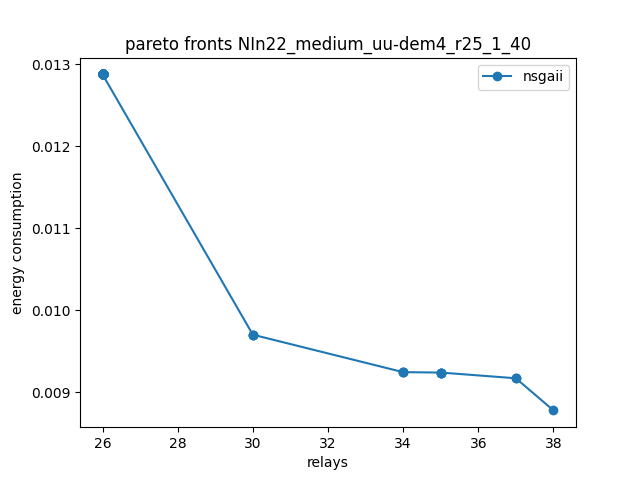 pareto fronts NIn22_medium_uu-dem4_r25_1_40
nsgaii
0.013
0.012
0.011
0.010
0.009
energy consumption
26 28 30 32 34 36 38
relays